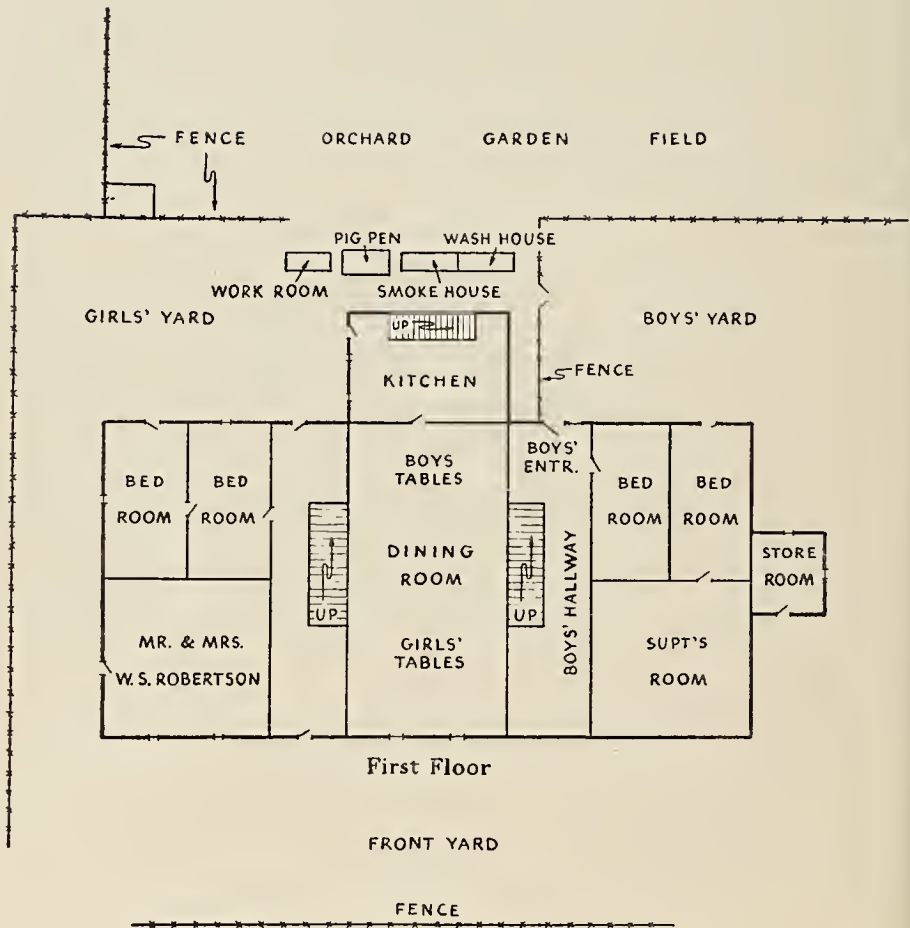 FENCE
ORCHARD
GARDEN
FIELD
PIG PEN
WASH HOUSE
WORK ROOM
SMOKE HOUSE
GIRLS' YARD
UP
BOYS' YARD
KITCHEN
FENCE
BOYS'
ENTR.
BOYS
TABLES
BED
ROOM
BED
ROOM
BED
ROOM
BED
ROOM
STORE
ROOM
DINING
ROOM
UP
UP
BOYS' HALLWAY
GIRLS'
TABLES
MR. & MRS.
W.S. ROBERTSON
SUPT'S
ROOM
First Floor
FRONT YARD
FENCE